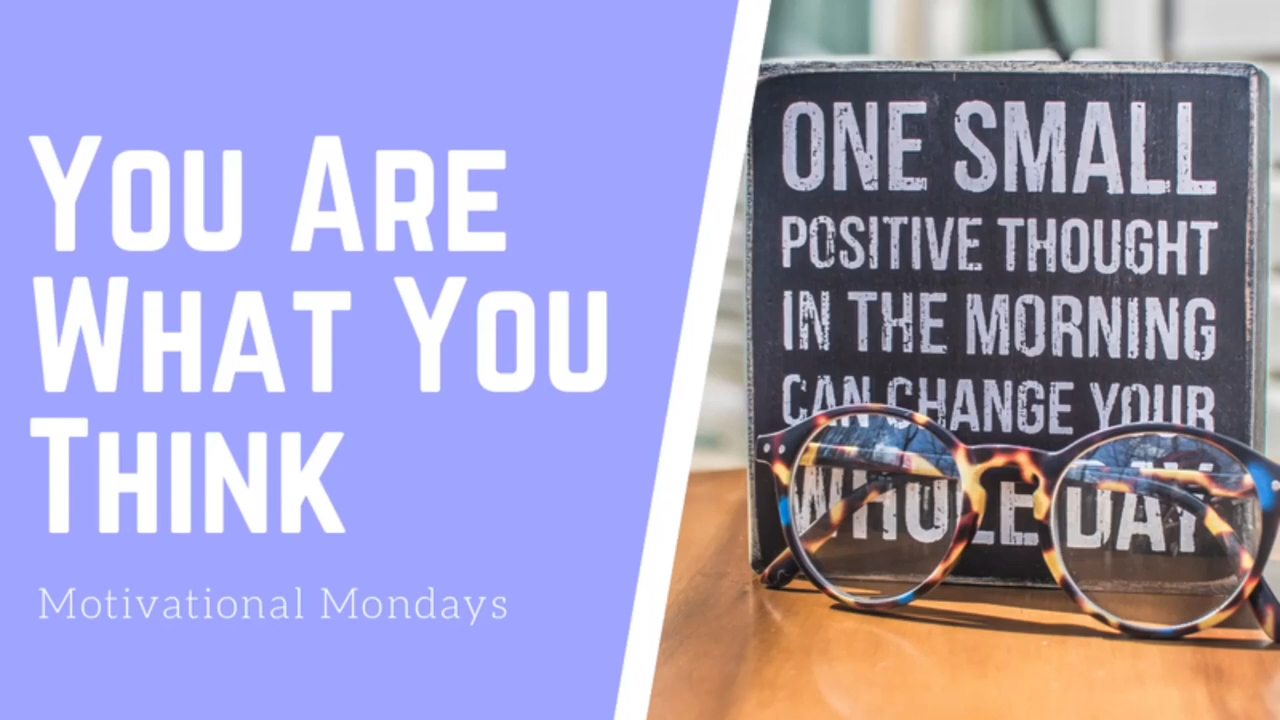 You Are
What You
Think
Motivational Mondays
ONE SMALL
POSITIVE THOUGHT
IN THE MORNING
CAN CHANGE YOUR
WHOLE DAY